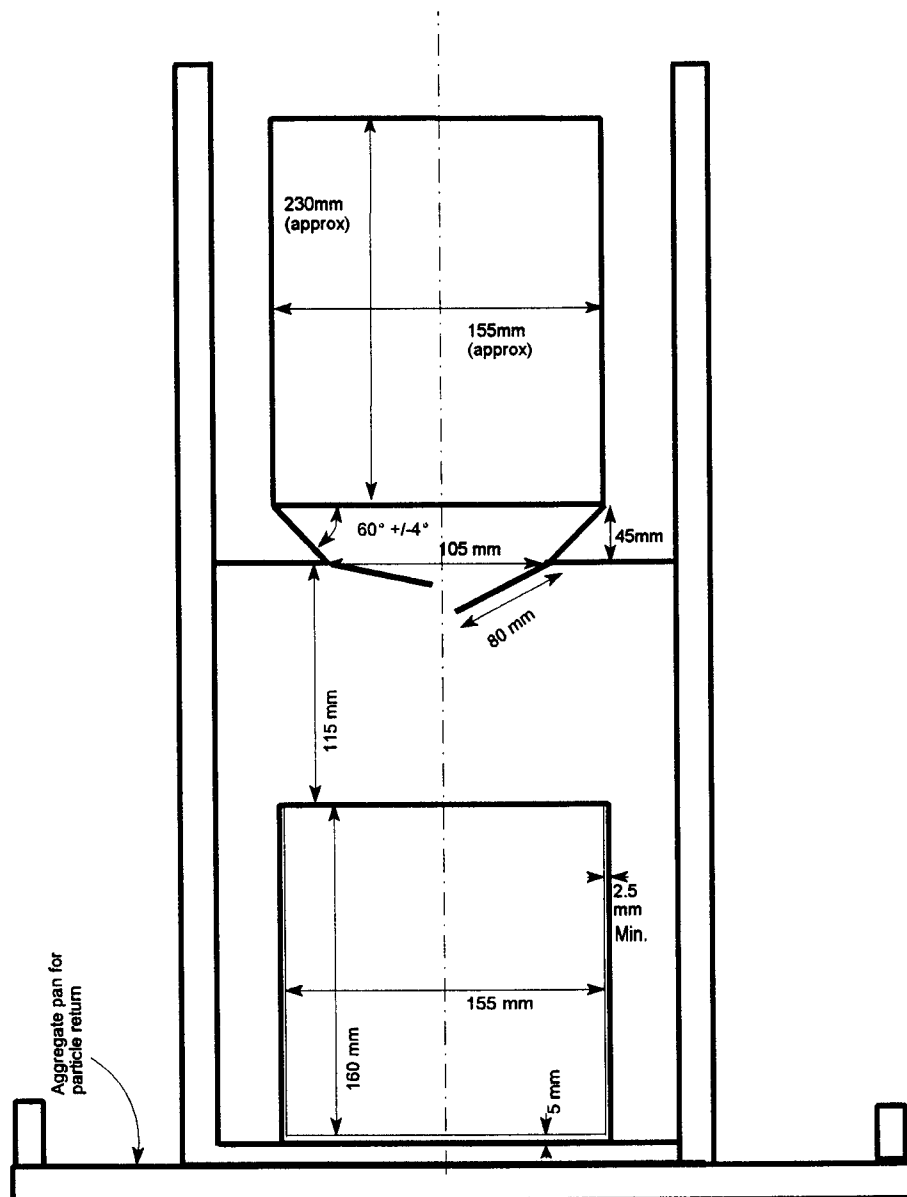 230mm
(approx)
155mm
(approx)
60° +/-4°
45mm
105 mm
80 mm
115 mm
2.5
mm
Min.
155 mm
160 mm
5 mm
Aggregate pan for
particle return